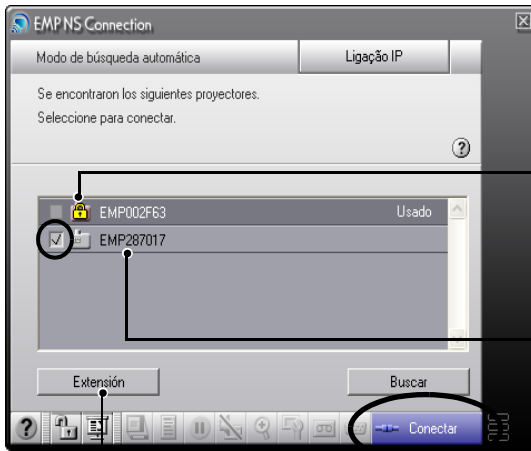 EMP NS Connection
Modo de búsqueda automática
Ligação IP
Se encontraron los siguientes proyectores.
Seleccione para conectar.
EMP002F63 Usado
EMP287017
Extensión
Buscar
Conectar